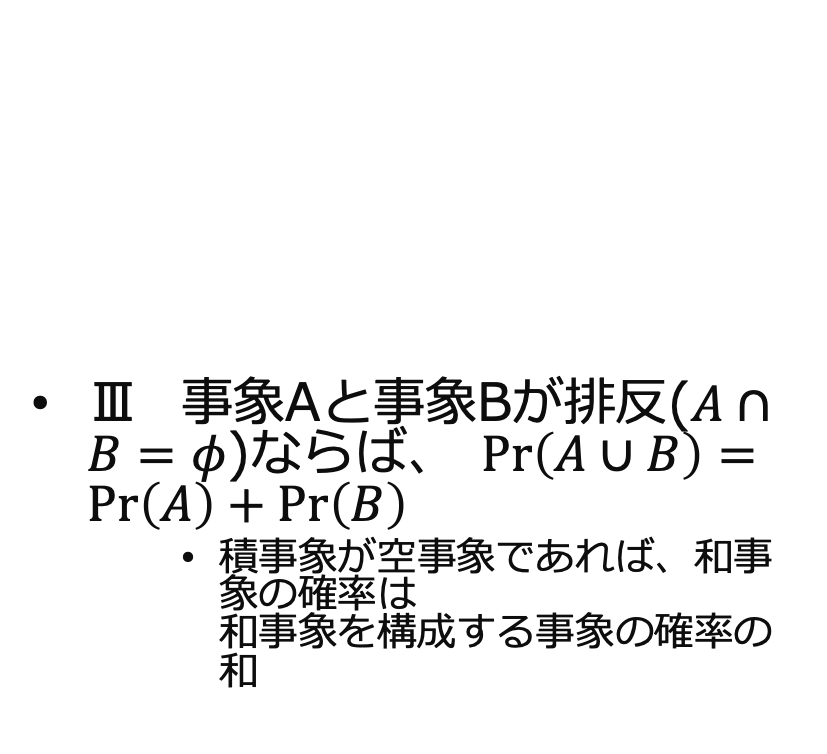 • Ⅲ　事象Aと事象Bが排反(𝐴 ∩
𝐵 = 𝜙)ならば、 Pr(𝐴 ∪ 𝐵) =
Pr(𝐴) + Pr(𝐵)
• 積事象が空事象であれば、和事
象の確率は
和事象を構成する事象の確率の
和